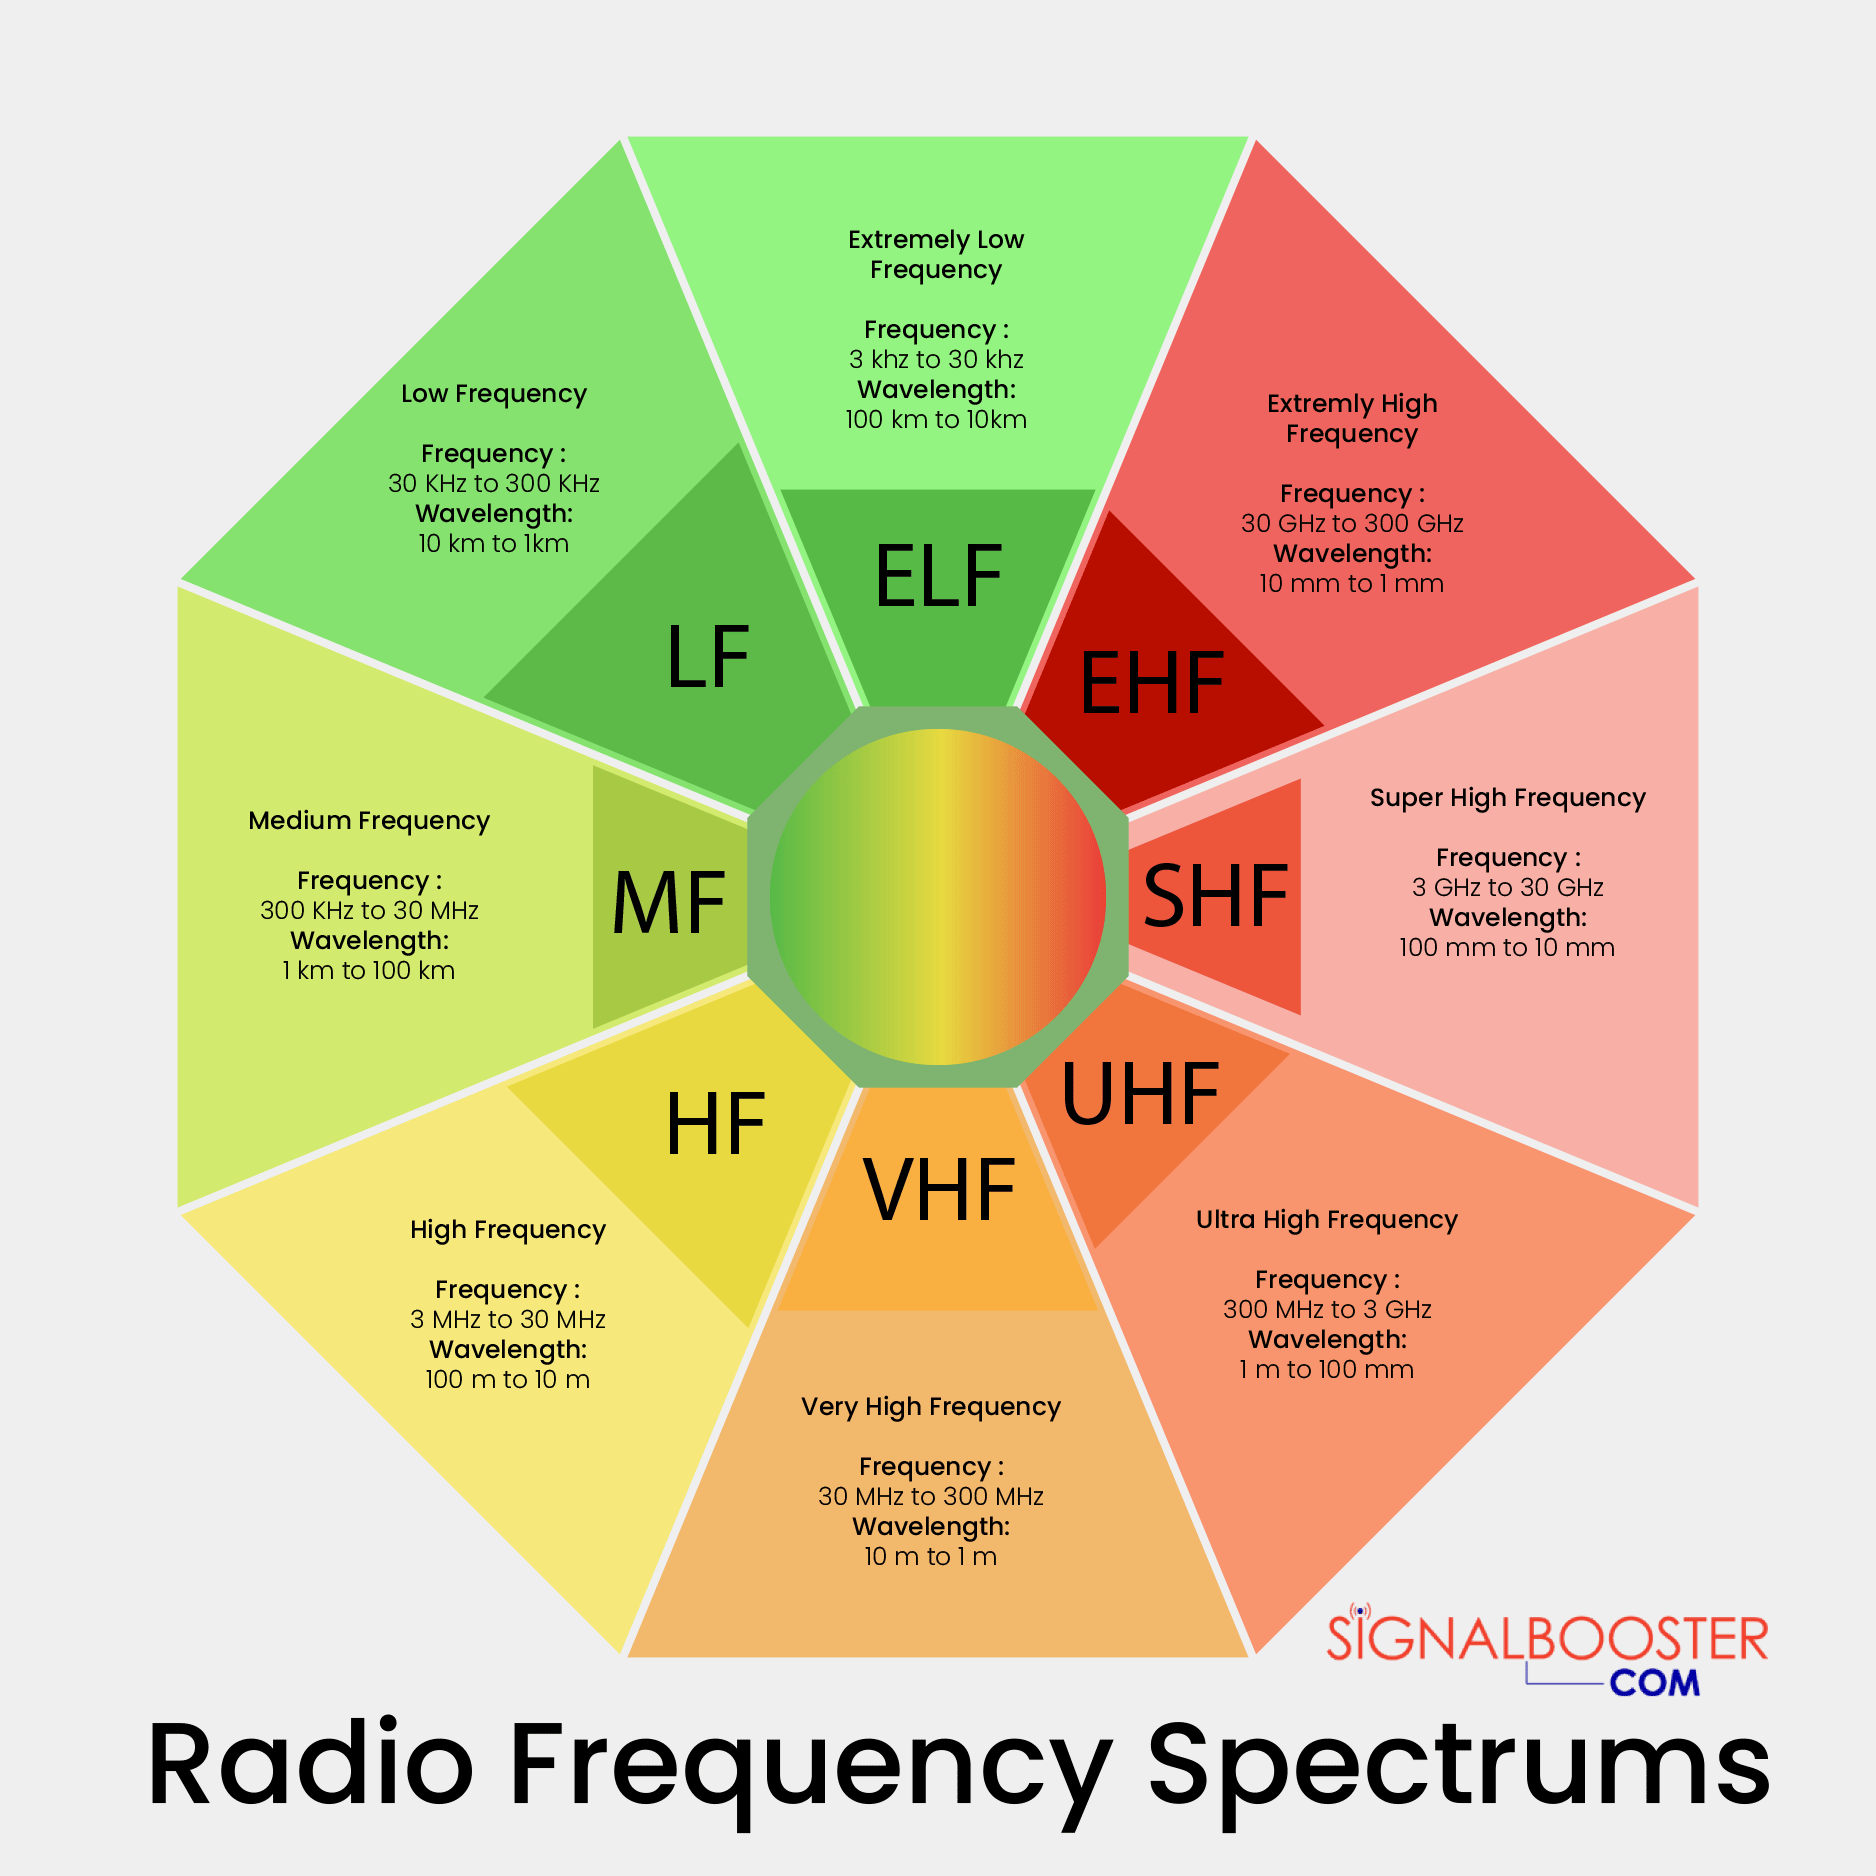 Extremely Low
Frequency
Frequency :
3 khz to 30 khz
Wavelength:
100 km to 10km
ELF
Extremly High
Frequency
Frequency :
30 GHz to 300 GHz
Wavelength:
10 mm to 1 mm
EHF
Super High Frequency
Frequency :
3 GHz to 30 GHz
Wavelength:
100 mm to 10 mm
SHF
Ultra High Frequency
Frequency :
300 MHz to 3 GHz
Wavelength:
1 m to 100 mm
UHF
Very High Frequency
Frequency :
30 MHz to 300 MHz
Wavelength:
10 m to 1 m
VHF
High Frequency
Frequency :
3 MHz to 30 MHz
Wavelength:
100 m to 10 m
HF
Medium Frequency
Frequency :
300 KHz to 30 MHz
Wavelength:
1 km to 100 km
MF
Low Frequency
Frequency :
30 KHz to 300 KHz
Wavelength:
10 km to 1km
LF
SIGNALBOOSTER
COM
Radio Frequency Spectrums